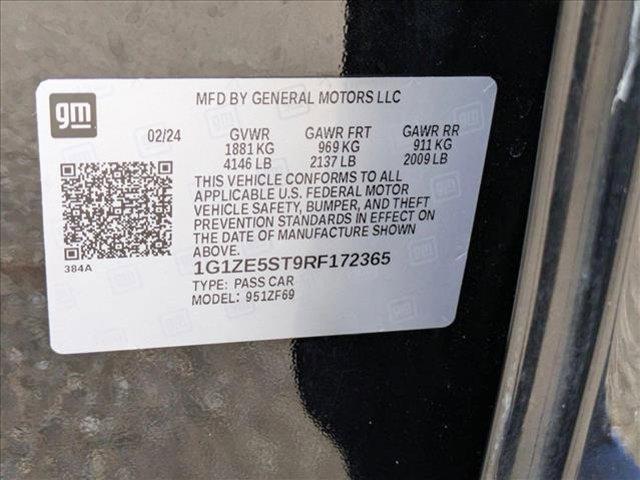 gm
MFD BY GENERAL MOTORS LLC
02/24 GVWR GAWR FRT GAWR RR
1881 KG 969 KG 911 KG
4146 LB 2137 LB 2009 LB
THIS VEHICLE CONFORMS TO ALL
APPLICABLE U.S. FEDERAL MOTOR
VEHICLE SAFETY, BUMPER, AND THEFT
PREVENTION STANDARDS IN EFFECT ON
THE DATE OF MANUFACTURE SHOWN
ABOVE.
384A
1G1ZE5ST9RF172365
TYPE: PASS CAR
MODEL: 951ZF69